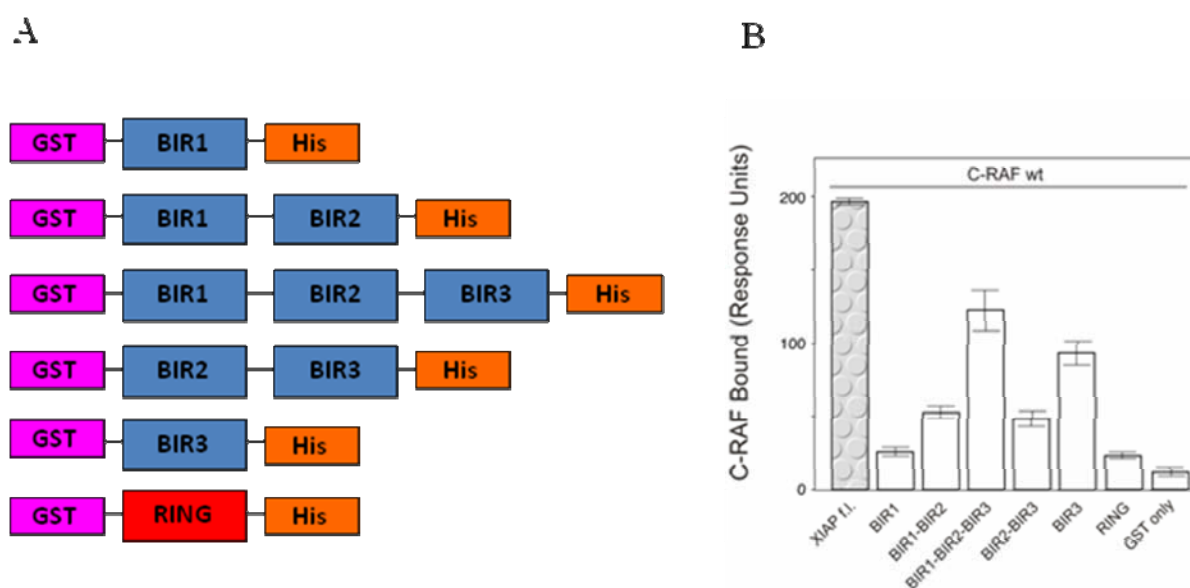 A
GST BIR1 His
GST BIR1 BIR2 His
GST BIR1 BIR2 BIR3 His
GST BIR2 BIR3 His
GST BIR3 His
GST RING His
B
C-RAF wt
C-RAF Bound (Response Units)
200
100
0
XIAP f.l.
BIR1
BIR1-BIR2
BIR1-BIR2-BIR3
BIR2-BIR3
BIR3
RING
GST only